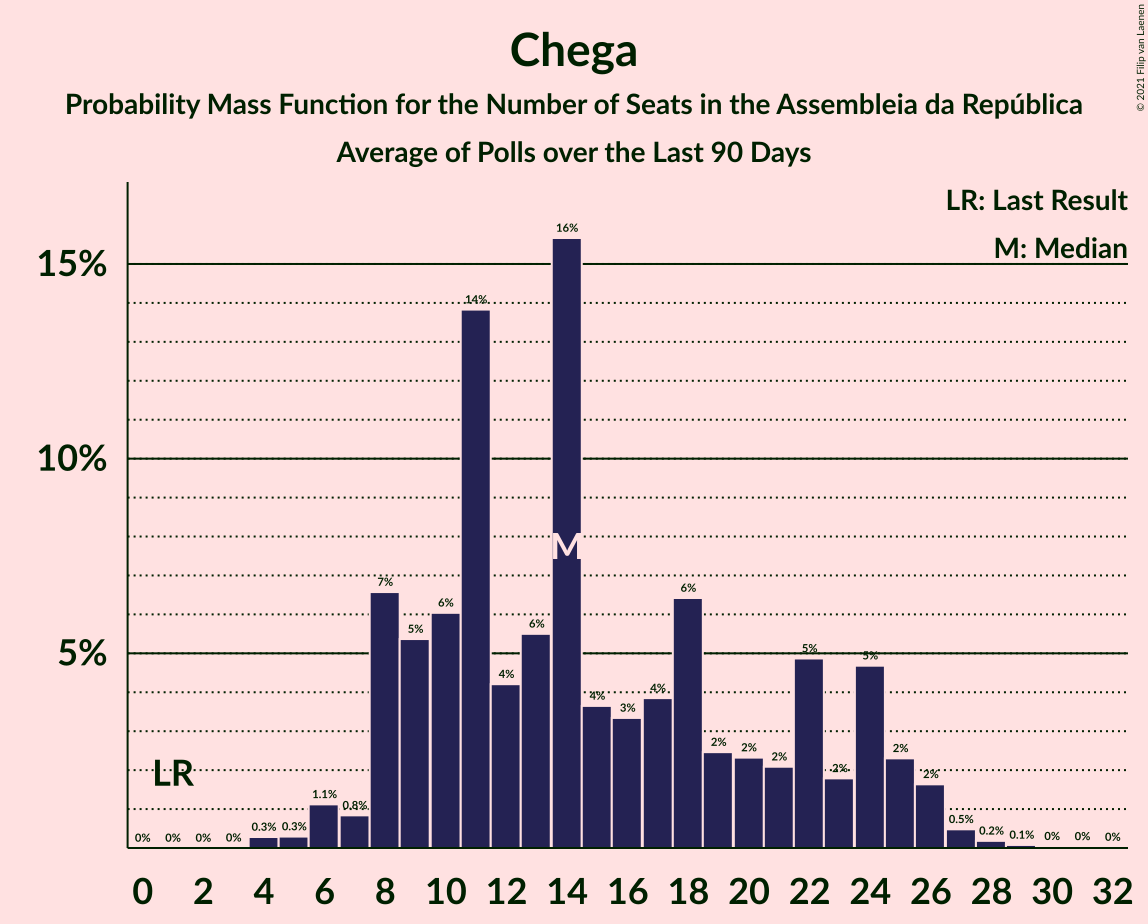 Chega
Probability Mass Function for the Number of Seats in the Assembleia da República
Average of Polls over the Last 90 Days
© 2021 Filip van Laenen
LR: Last Result
M: Median
15%
10%
5%
0% 0% 0% 0% 0.3% 0.3% 1.1% 0.8% 7% 5% 6% 14% 4% 6% 16% 4% 3% 4% 6% 2% 2% 2% 5% 2% 5% 2% 2% 0.5% 0.2% 0.1% 0% 0% 0%
M
LR
0 2 4 6 8 10 12 14 16 18 20 22 24 26 28 30 32